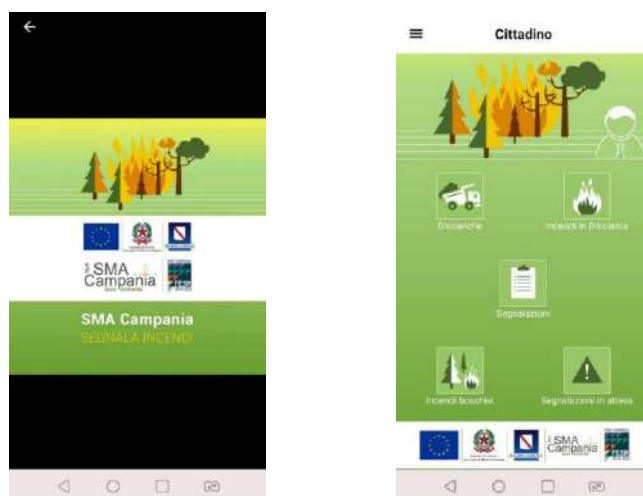 SMA
Campania
SMA Campania
SEGNALA INCENDI
Cittadino
Discariche
Incendi in Discarica
Segnalazioni
Incendi boschivi
Segnalazioni in attesa
SMA
Campania